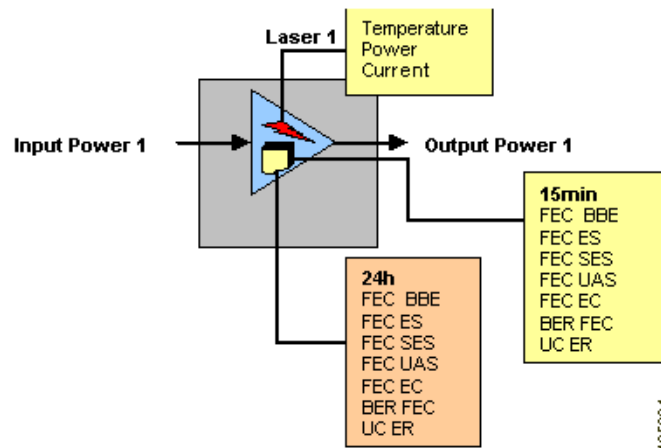 Laser 1
Temperature
Power
Current
Input Power 1
Output Power 1
15min
FEC BBE
FEC ES
FEC SES
FEC UAS
FEC EC
BER FEC
UC ER
24h
FEC BBE
FEC ES
FEC SES
FEC UAS
FEC EC
BER FEC
UC ER